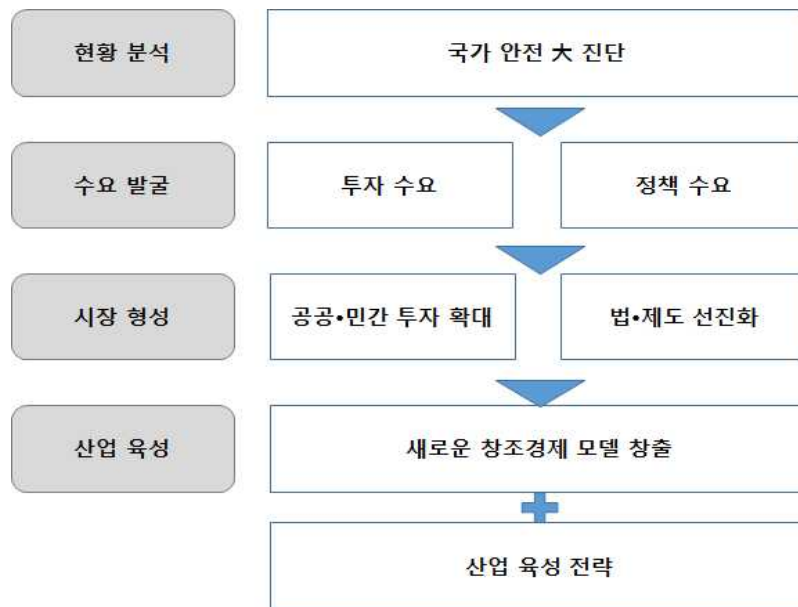 현황 분석
국가 안전 大 진단
수요 발굴
투자 수요
정책 수요
시장 형성
공공•민간 투자 확대
법•제도 선진화
산업 육성
새로운 창조경제 모델 창출
산업 육성 전략